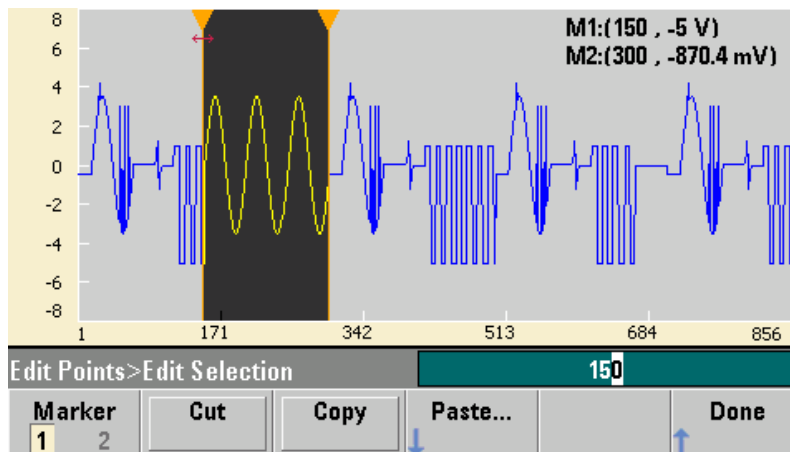 8
M1:(150 , -5 V)
6
M2:(300 , -870.4 mV)
4
2
0
-2
-4
-6
-8
1 171 342 513 684 856
Edit Points>Edit Selection 150
Marker Cut Copy Paste... Done
1 2